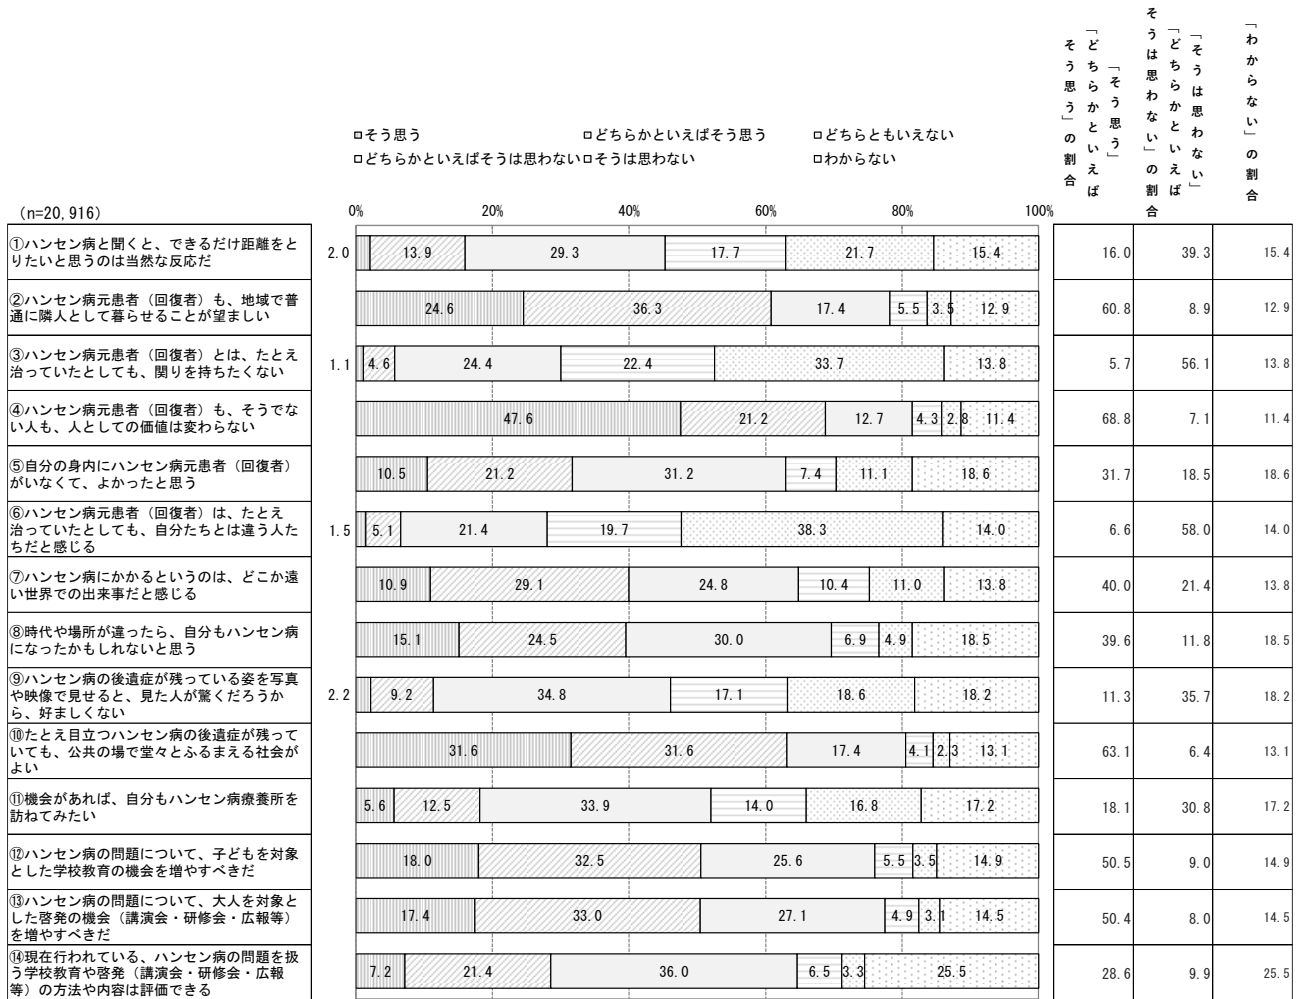 「そう思う」
「どちらかといえば
そう思う」の割合
「そうは思わない」
「どちらかといえば
そうは思わない」の割合
「わからない」の割合
□そう思う
□どちらかといえばそう思う
□どちらともいえない
□どちらかといえばそうは思わない
□そうは思わない
□わからない
(n=20,916)
0% 20% 40% 60% 80% 100%
①ハンセン病と聞くと、できるだけ距離をと
りたいと思うのは当然な反応だ
2.0 13.9 29.3 17.7 21.7 15.4 16.0 39.3 15.4
②ハンセン病元患者（回復者）も、地域で普
通に隣人として暮らせることが望ましい
24.6 36.3 17.4 5.5 3.5 12.9 60.8 8.9 12.9
③ハンセン病元患者（回復者）とは、たとえ
治っていたとしても、関りを持ちたくない
1.1 4.6 24.4 22.4 33.7 13.8 5.7 56.1 13.8
④ハンセン病元患者（回復者）も、そうでな
い人も、人としての価値は変わらない
47.6 21.2 12.7 4.3 2.8 11.4 68.8 7.1 11.4
⑤自分の身内にハンセン病元患者（回復者）
がいなくて、よかったと思う
10.5 21.2 31.2 7.4 11.1 18.6 31.7 18.5 18.6
⑥ハンセン病元患者（回復者）は、たとえ
治っていたとしても、自分たちとは違う人た
ちだと感じる
1.5 5.1 21.4 19.7 38.3 14.0 6.6 58.0 14.0
⑦ハンセン病にかかるというのは、どこか遠
い世界での出来事だと感じる
10.9 29.1 24.8 10.4 11.0 13.8 40.0 21.4 13.8
⑧時代や場所が違ったら、自分もハンセン病
になったかもしれないと思う
15.1 24.5 30.0 6.9 4.9 18.5 39.6 11.8 18.5
⑨ハンセン病の後遺症が残っている姿を写真
や映像で見せると、見た人が驚くだろうか
ら、好ましくない
2.2 9.2 34.8 17.1 18.6 18.2 11.3 35.7 18.2
⑩たとえ目立つハンセン病の後遺症が残って
いても、公共の場で堂々とふるまえる社会が
よい
31.6 31.6 17.4 4.1 2.3 13.1 63.1 6.4 13.1
⑪機会があれば、自分もハンセン病療養所を
訪ねてみたい
5.6 12.5 33.9 14.0 16.8 17.2 18.1 30.8 17.2
⑫ハンセン病の問題について、子どもを対象
とした学校教育の機会を増やすべきだ
18.0 32.5 25.6 5.5 3.5 14.9 50.5 9.0 14.9
⑬ハンセン病の問題について、大人を対象と
した啓発の機会（講演会・研修会・広報等）
を増やすべきだ
17.4 33.0 27.1 4.9 3.1 14.5 50.4 8.0 14.5
⑭現在行われている、ハンセン病の問題を扱
う学校教育や啓発（講演会・研修会・広報
等）の方法や内容は評価できる
7.2 21.4 36.0 6.5 3.3 25.5 28.6 9.9 25.5